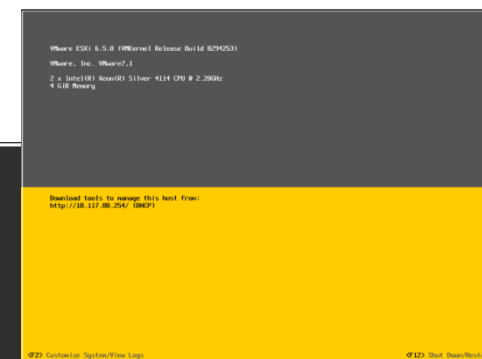 VMware ESXi 6.5.0 (VMKernel Release Build 8294253)
VMware, Inc. VMware7,1
2 x Intel(R) Xeon(R) Silver 4114 CPU @ 2.20GHz
4 GiB Memory
Download tools to manage this host from:
http://10.117.80.254/ (DHCP)
<F2> Customize System/View Logs
<F12> Shut Down/Rest